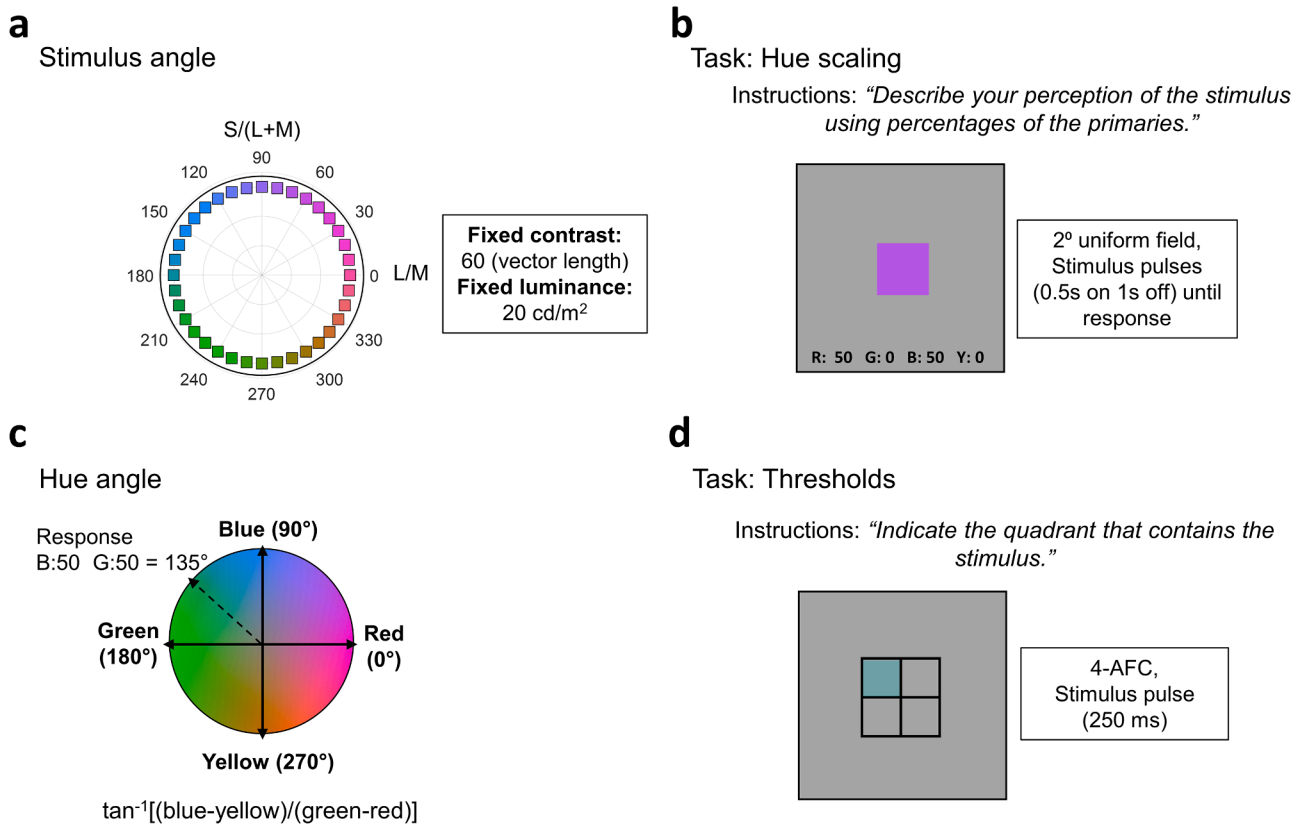 a
Stimulus angle
S/(L+M)
90
120
60
150
30
180
0
L/M
210
330
240
300
270
Fixed contrast:
60 (vector length)
Fixed luminance:
20 cd/m²
b
Task: Hue scaling
Instructions: “Describe your perception of the stimulus
using percentages of the primaries.”
R: 50 G: 0 B: 50 Y: 0
2º uniform field,
Stimulus pulses
(0.5s on 1s off) until
response
c
Hue angle
Response
B:50 G:50 = 135°
Blue (90°)
Green
(180°)
Red
(0°)
Yellow (270°)
tan⁻¹[(blue-yellow)/(green-red)]
d
Task: Thresholds
Instructions: “Indicate the quadrant that contains the
stimulus.”
4-AFC,
Stimulus pulse
(250 ms)